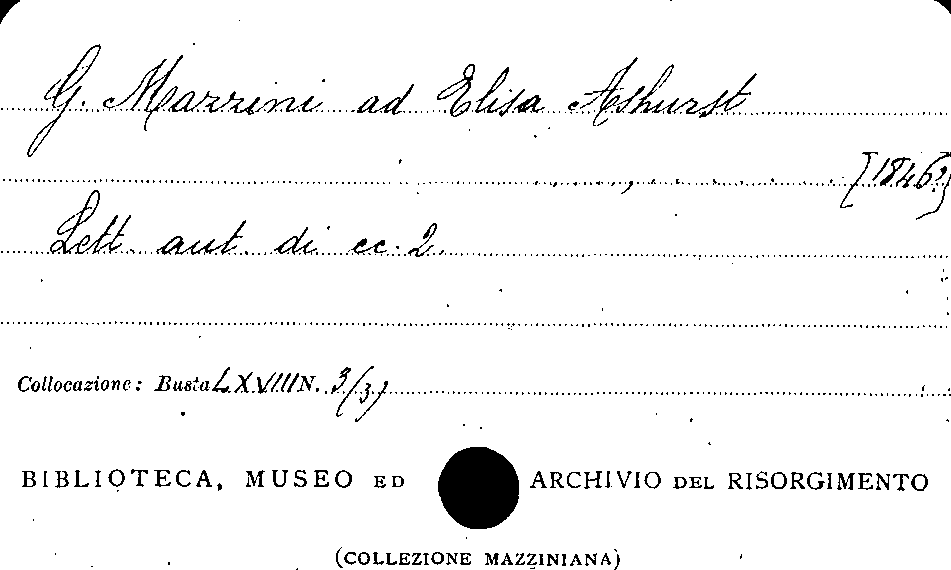 G. Mazzini ad Elisa Ashurst
[1846?]
Lett. aut. di cc. 2.
Collocazione: Busta LXVIII N. 3/3)
BIBLIOTECA, MUSEO ED ARCHIVIO DEL RISORGIMENTO
(COLLEZIONE MAZZINIANA)